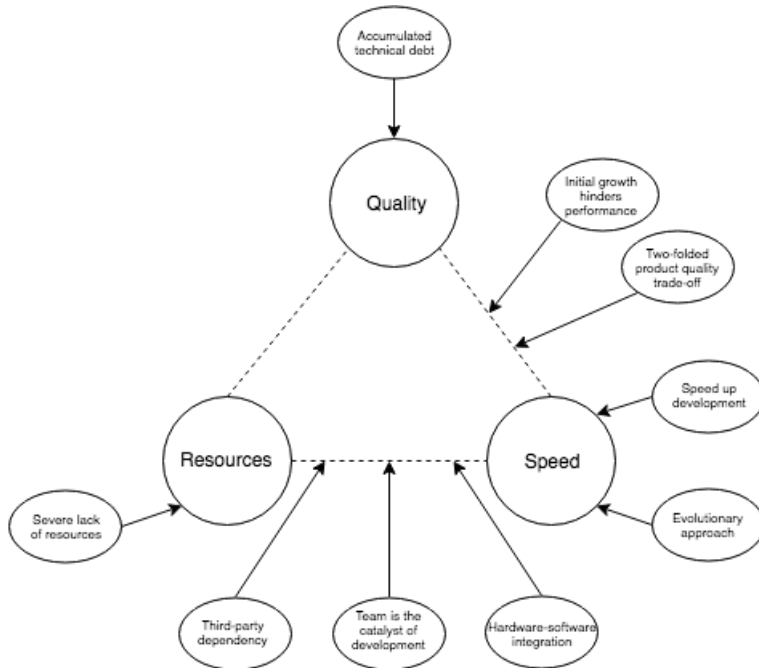 Accumulated
technical debt
Quality
Initial growth
hinders
performance
Two-folded
product quality
trade-off
Speed up
development
Resources
Speed
Severe lack
of resources
Evolutionary
approach
Third-party
dependency
Team is the
catalyst of
development
Hardware-software
integration